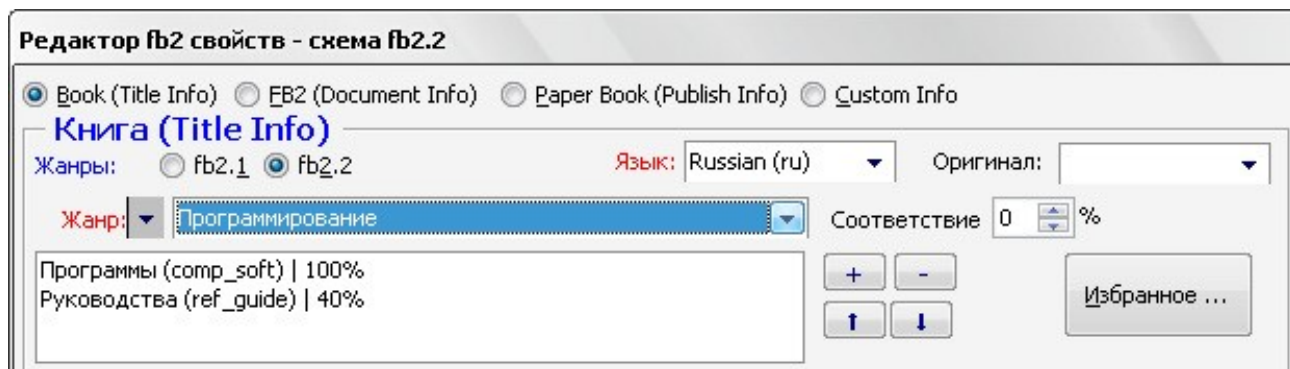 Редактор fb2 свойств - схема fb2.2
Book (Title Info) FB2 (Document Info) Paper Book (Publish Info) Custom Info
Книга (Title Info)
Жанры: fb2.1 fb2.2 Язык: Russian (ru) Оригинал:
Жанр: Программирование Соответствие 0 %
Программы (comp_soft) | 100%
Руководства (ref_guide) | 40%
+ -
Избранное ...